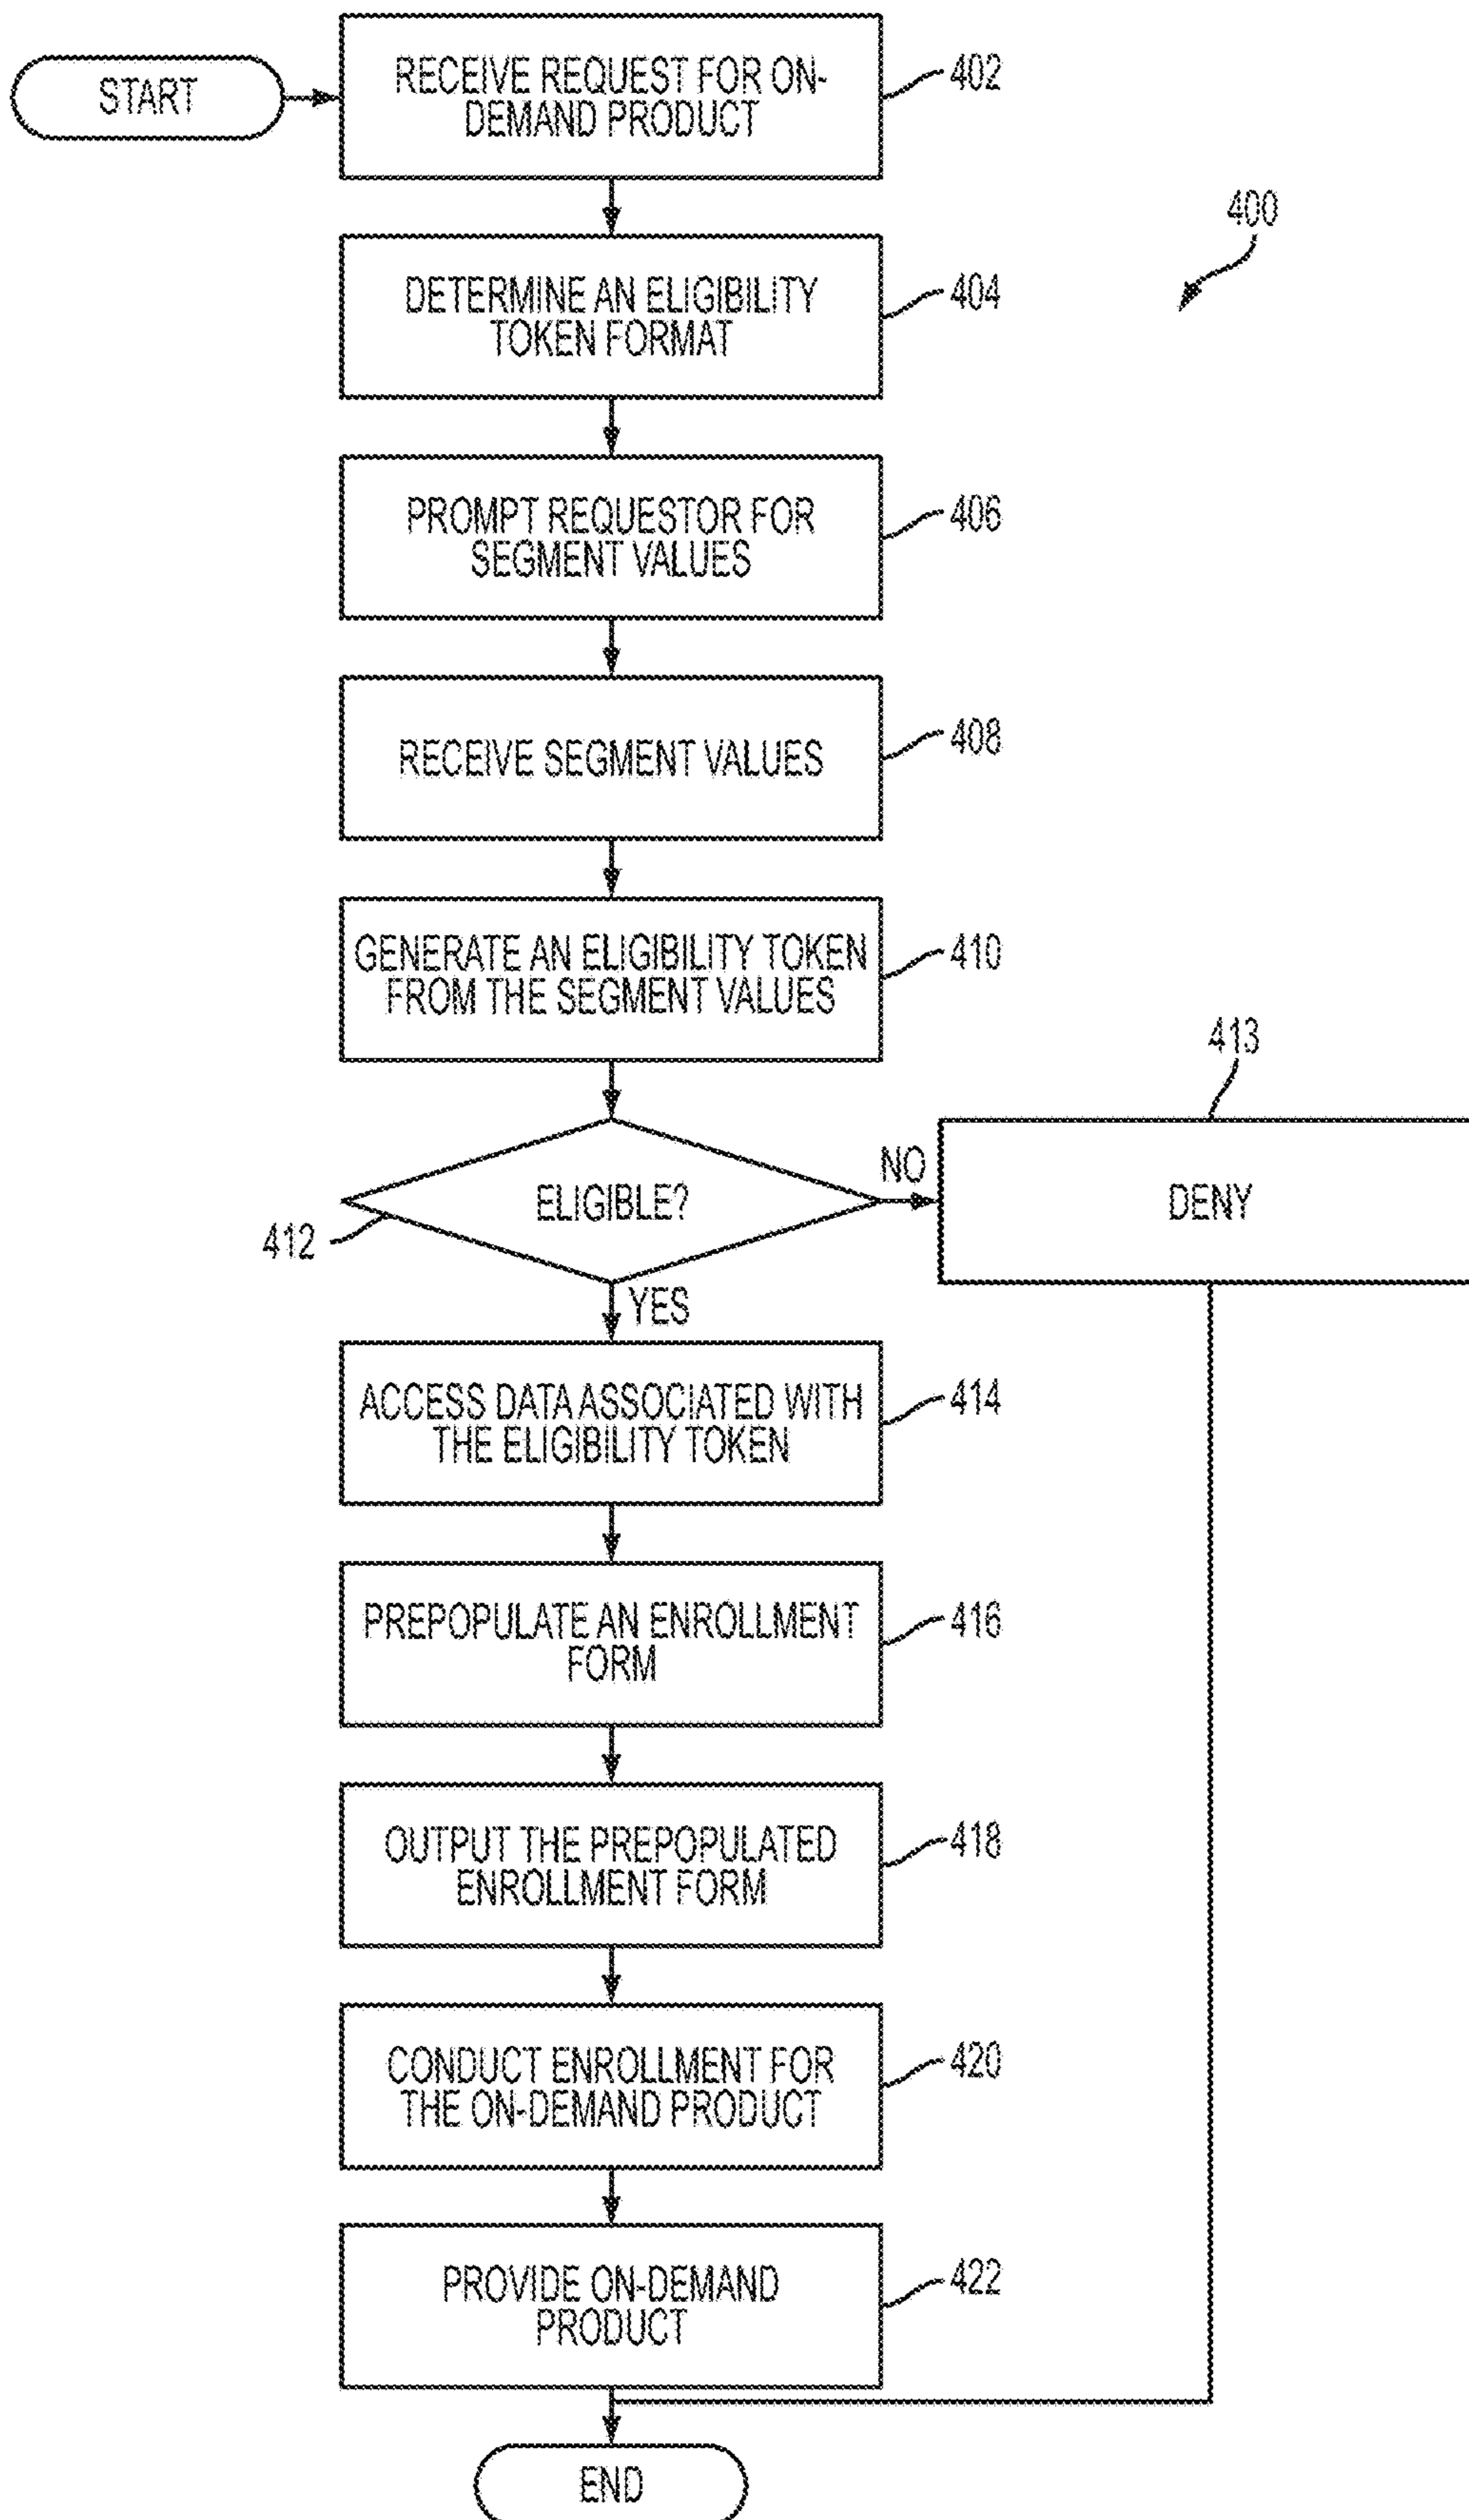 START
RECEIVE REQUEST FOR ON-
DEMAND PRODUCT
402
400
DETERMINE AN ELIGIBILITY
TOKEN FORMAT
404
PROMPT REQUESTOR FOR
SEGMENT VALUES
406
RECEIVE SEGMENT VALUES
408
GENERATE AN ELIGIBILITY TOKEN
FROM THE SEGMENT VALUES
410
413
ELIGIBLE?
412
NO
DENY
YES
ACCESS DATA ASSOCIATED WITH
THE ELIGIBILITY TOKEN
414
PREPOPULATE AN ENROLLMENT
FORM
416
OUTPUT THE PREPOPULATED
ENROLLMENT FORM
418
CONDUCT ENROLLMENT FOR
THE ON-DEMAND PRODUCT
420
PROVIDE ON-DEMAND
PRODUCT
422
END